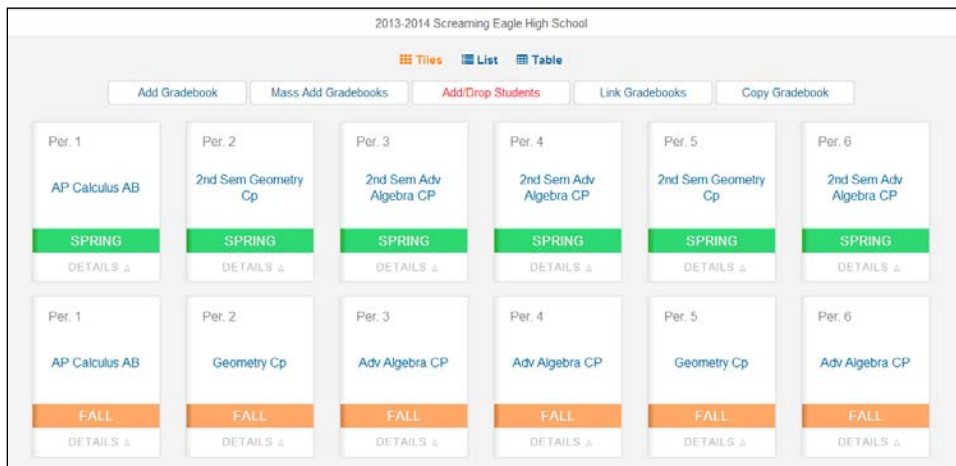 2013-2014 Screaming Eagle High School
Tiles List Table
Add Gradebook Mass Add Gradebooks Add/Drop Students Link Gradebooks Copy Gradebook
Per. 1 Per. 2 Per. 3 Per. 4 Per. 5 Per. 6
AP Calculus AB 2nd Sem Geometry 2nd Sem Adv 2nd Sem Adv 2nd Sem Geometry 2nd Sem Adv
Cp Algebra CP Algebra CP Cp Algebra CP
SPRING SPRING SPRING SPRING SPRING SPRING
DETAILS DETAILS DETAILS DETAILS DETAILS DETAILS
Per. 1 Per. 2 Per. 3 Per. 4 Per. 5 Per. 6
AP Calculus AB Geometry Cp Adv Algebra CP Adv Algebra CP Geometry Cp Adv Algebra CP
FALL FALL FALL FALL FALL FALL
DETAILS DETAILS DETAILS DETAILS DETAILS DETAILS